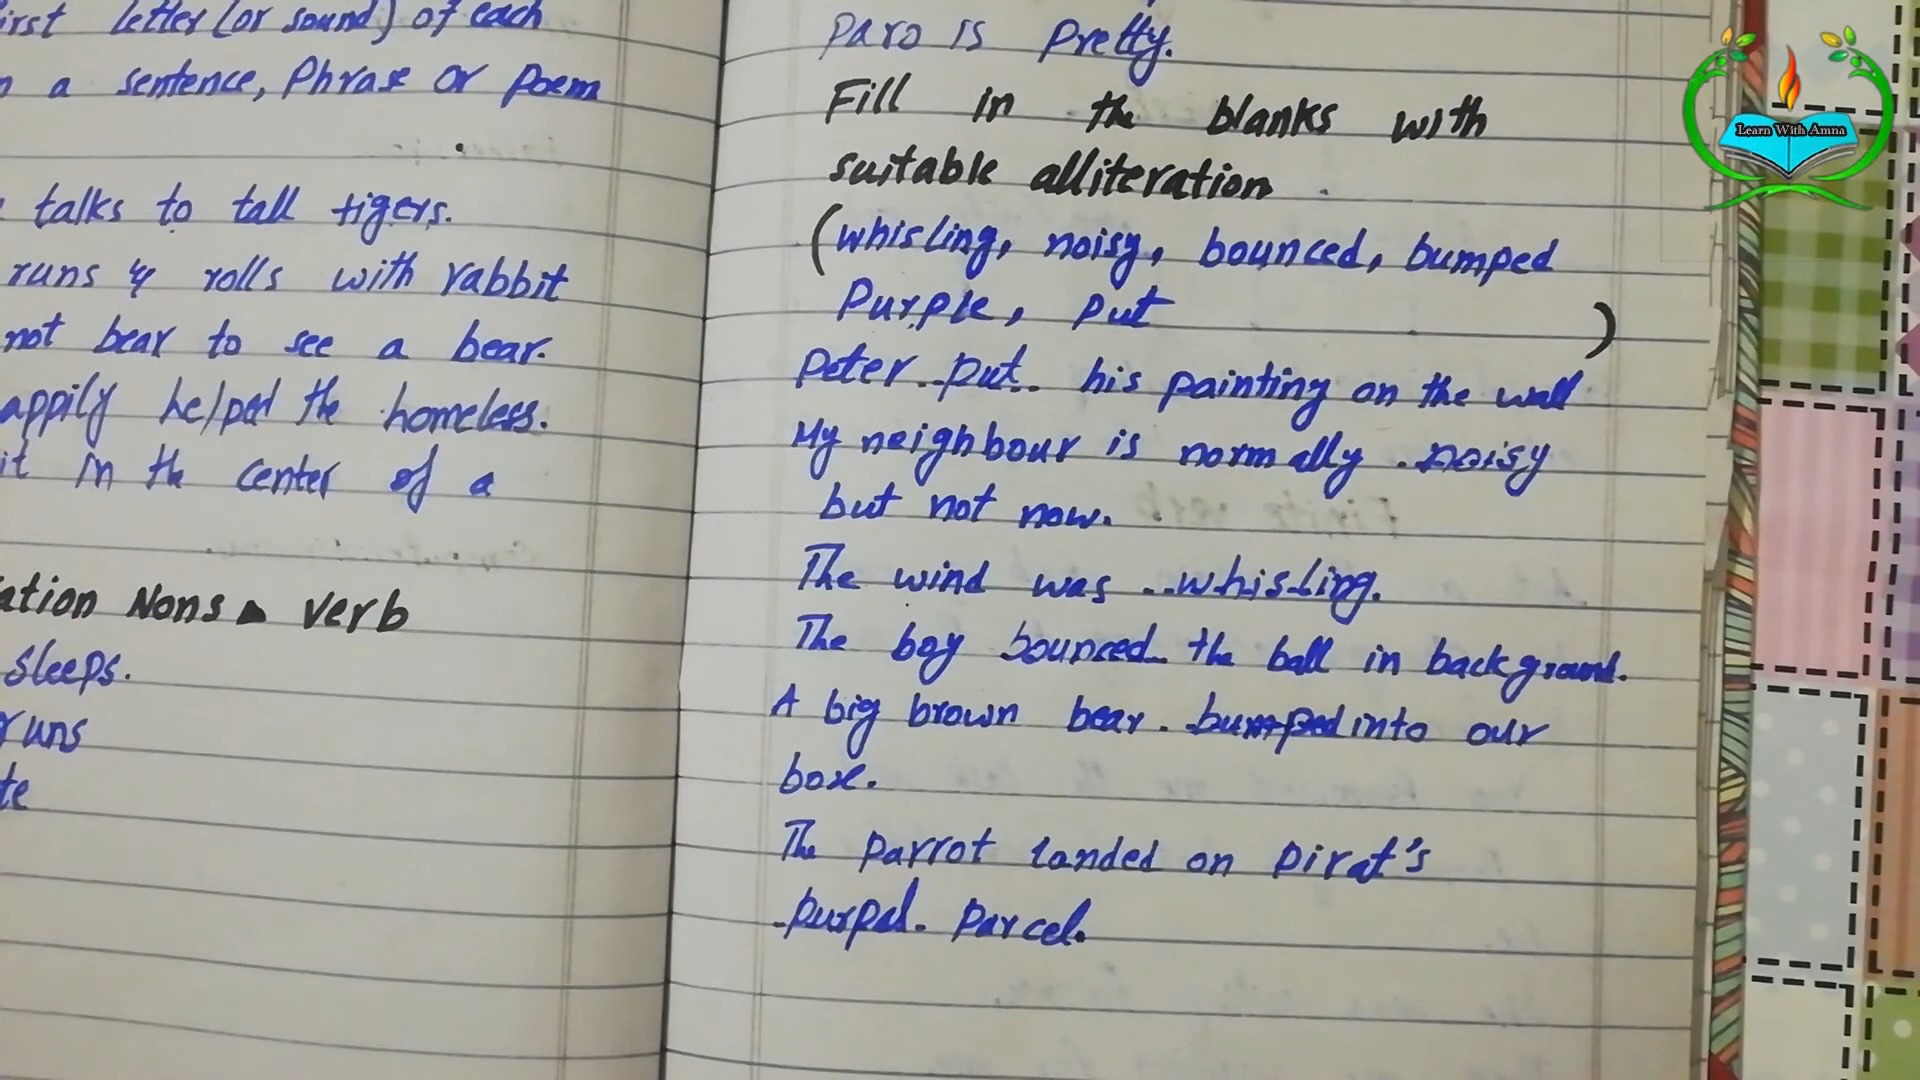 irst letter (or sound) of each
a sentence, Phrase or Poem
talks to tall tigers.
runs & rolls with rabbit
not bear to see a bear.
appily helped the homeless.
it in the center of a
ation Nons verb
sleeps.
runs
te
paro is pretty.
Fill in the blanks with
suitable alliteration
(whisling, noisy, bounced, bumped
Purple, put )
Peter put his painting on the wall
My neighbour is normally noisy
but not now.
The wind was whisling.
The boy bounced the ball in background.
A big brown bear bumped into our
box.
The parrot landed on pirat's
purpal parcel.
Learn With Amna